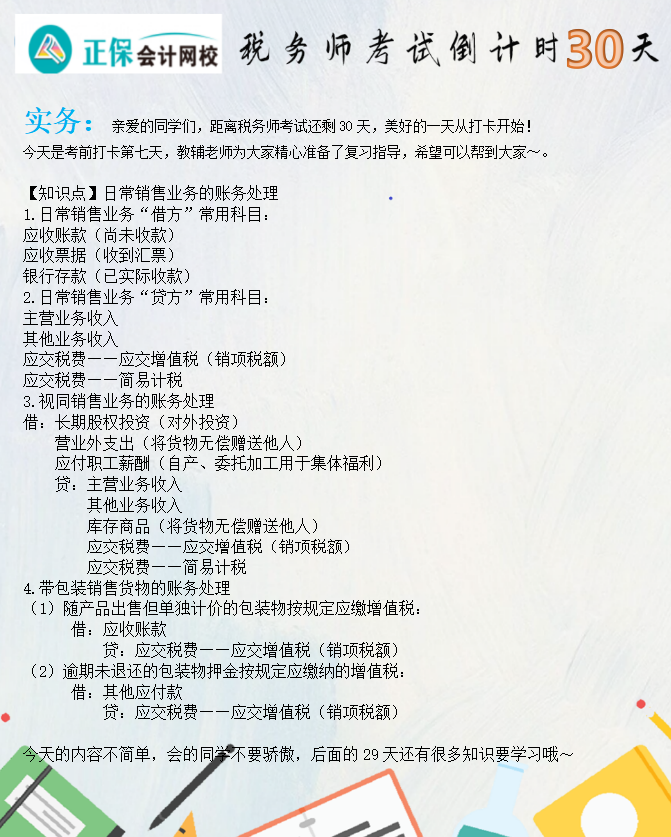 正保会计网校 税务师考试倒计时30天
实务：亲爱的同学们，距离税务师考试还剩30天，美好的一天从打卡开始！
今天是考前打卡第七天，教辅老师为大家精心准备了复习指导，希望可以帮到大家～。
【知识点】日常销售业务的账务处理
1.日常销售业务“借方”常用科目：
应收账款（尚未收款）
应收票据（收到汇票）
银行存款（已实际收款）
2.日常销售业务“贷方”常用科目：
主营业务收入
其他业务收入
应交税费——应交增值税（销项税额）
应交税费——简易计税
3.视同销售业务的账务处理
借：长期股权投资（对外投资）
营业外支出（将货物无偿赠送他人）
应付职工薪酬（自产、委托加工用于集体福利）
贷：主营业务收入
其他业务收入
库存商品（将货物无偿赠送他人）
应交税费——应交增值税（销项税额）
应交税费——简易计税
4.带包装销售货物的账务处理
（1）随产品出售但单独计价的包装物按规定应缴增值税：
借：应收账款
贷：应交税费——应交增值税（销项税额）
（2）逾期未退还的包装物押金按规定应缴纳的增值税：
借：其他应付款
贷：应交税费——应交增值税（销项税额）
今天的内容不简单，会的同学不要骄傲，后面的29天还有很多知识要学习哦～